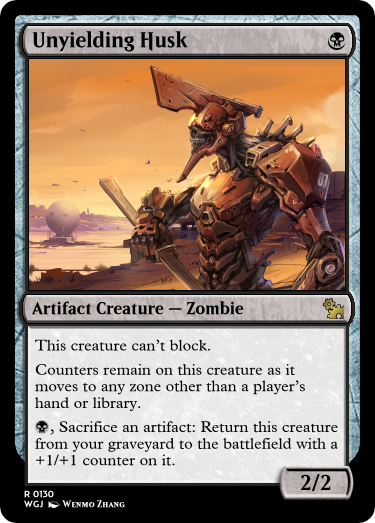 Unyielding Husk
07
Artifact Creature — Zombie
This creature can't block.
Counters remain on this creature as it
moves to any zone other than a player's
hand or library.
, Sacrifice an artifact: Return this creature
from your graveyard to the battlefield with a
+1/+1 counter on it.
2/2
R 0130
WGJ Wenmo Zhang